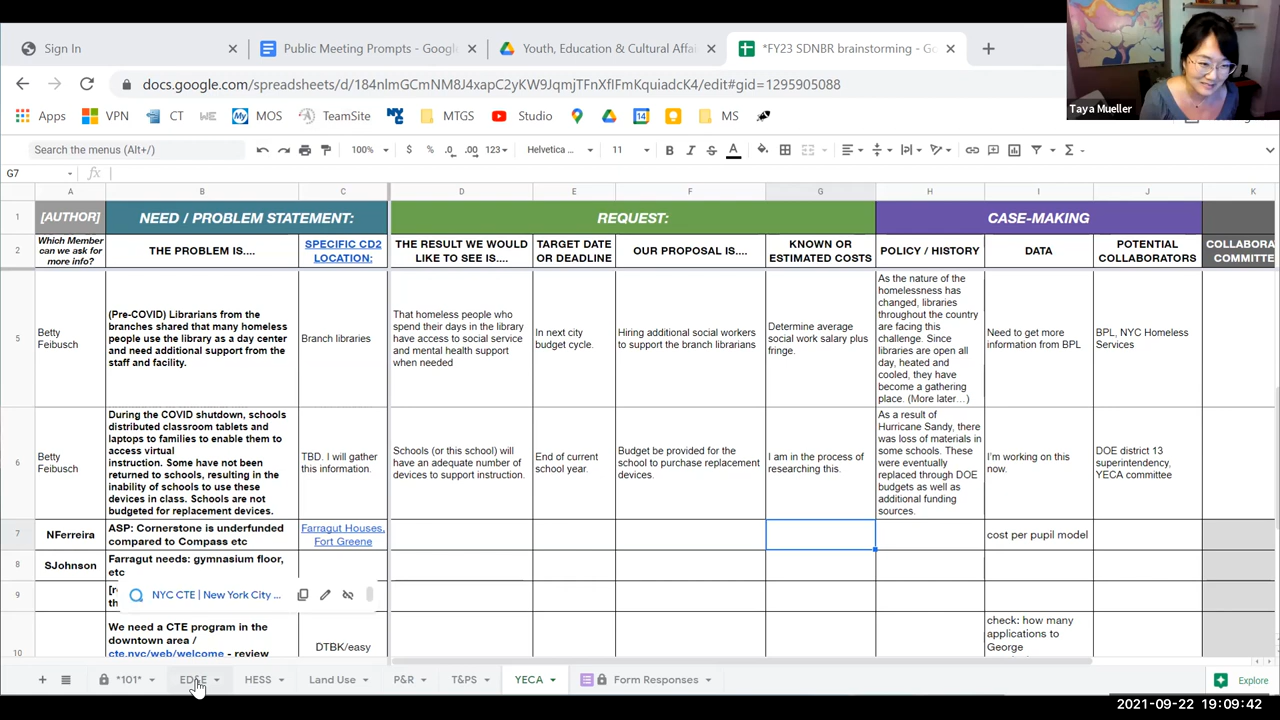 Sign In
Public Meeting Prompts - Google
Youth, Education & Cultural Affai
*FY23 SDNBR brainstorming - Go
Taya Mueller
docs.google.com/spreadsheets/d/184nlmGCmNM8J4xapC2yKW9JqmjTFnXfIFmKquiadcK4/edit#gid=1295905088
Apps VPN CT WeB MOS TeamSite MTGS Studio MS
Search the menus (Alt+/) 100% $ % .0 .00 123 Helvetica ... 11 B I S A
G7 fx
A B C D E F G H I J K
1 [AUTHOR] NEED / PROBLEM STATEMENT: REQUEST: CASE-MAKING
2
Which Member
can we ask for
more info?
THE PROBLEM IS....
SPECIFIC CD2
LOCATION:
THE RESULT WE WOULD
LIKE TO SEE IS....
TARGET DATE
OR DEADLINE
OUR PROPOSAL IS....
KNOWN OR
ESTIMATED COSTS
POLICY / HISTORY
DATA
POTENTIAL
COLLABORATORS
COLLABORA
COMMITTE
5
Betty
Feibusch
(Pre-COVID) Librarians from the
branches shared that many homeless
people use the library as a day center
and need additional support from the
staff and facility.
Branch libraries
That homeless people who
spend their days in the library
have access to social service
and mental health support
when needed
In next city
budget cycle.
Hiring additional social workers
to support the branch librarians
Determine average
social work salary plus
fringe.
As the nature of the
homelessness has
changed, libraries
throughout the country
are facing this
challenge. Since
libraries are open all
day, heated and
cooled, they have
become a gathering
place. (More later…)
Need to get more
information from BPL
BPL, NYC Homeless
Services
6
Betty
Feibusch
During the COVID shutdown, schools
distributed classroom tablets and
laptops to families to enable them to
access virtual
instruction. Some have not been
returned to schools, resulting in the
inability of schools to use these
devices in class. Schools are not
budgeted for replacement devices.
TBD. I will gather
this information.
Schools (or this school) will
have an adequate number of
devices to support instruction.
End of current
school year.
Budget be provided for the
school to purchase replacement
devices.
I am in the process of
researching this.
As a result of
Hurricane Sandy, there
was loss of materials in
some schools. These
were eventually
replaced through DOE
budgets as well as
additional funding
sources.
I'm working on this
now.
DOE district 13
superintendency,
YECA committee
7
NFerreira
ASP: Cornerstone is underfunded
compared to Compass etc
Farragut Houses,
Fort Greene
cost per pupil model
8
SJohnson
Farragut needs: gymnasium floor,
etc
9
[r
th
NYC CTE | New York City ...
10
We need a CTE program in the
downtown area /
cte.nyc/web/welcome - review
DTBK/easy
check: how many
applications to
George
*101* EDSE HESS Land Use P&R T&PS YECA Form Responses Explore
2021-09-22 19:09:42